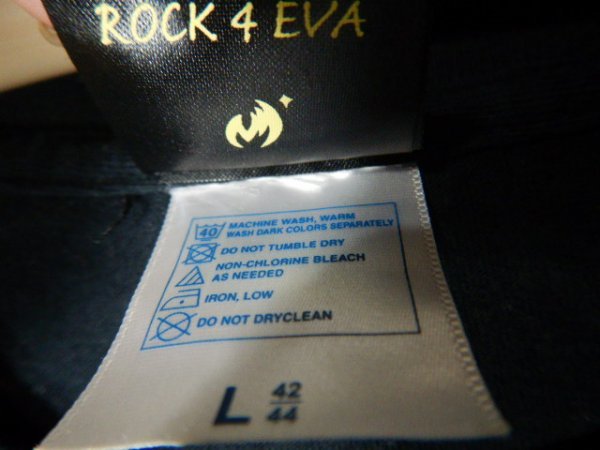 ROCK 4 EVA
40 MACHINE WASH, WARM
WASH DARK COLORS SEPARATELY
DO NOT TUMBLE DRY
NON-CHLORINE BLEACH
AS NEEDED
IRON, LOW
DO NOT DRYCLEAN
L 42
44